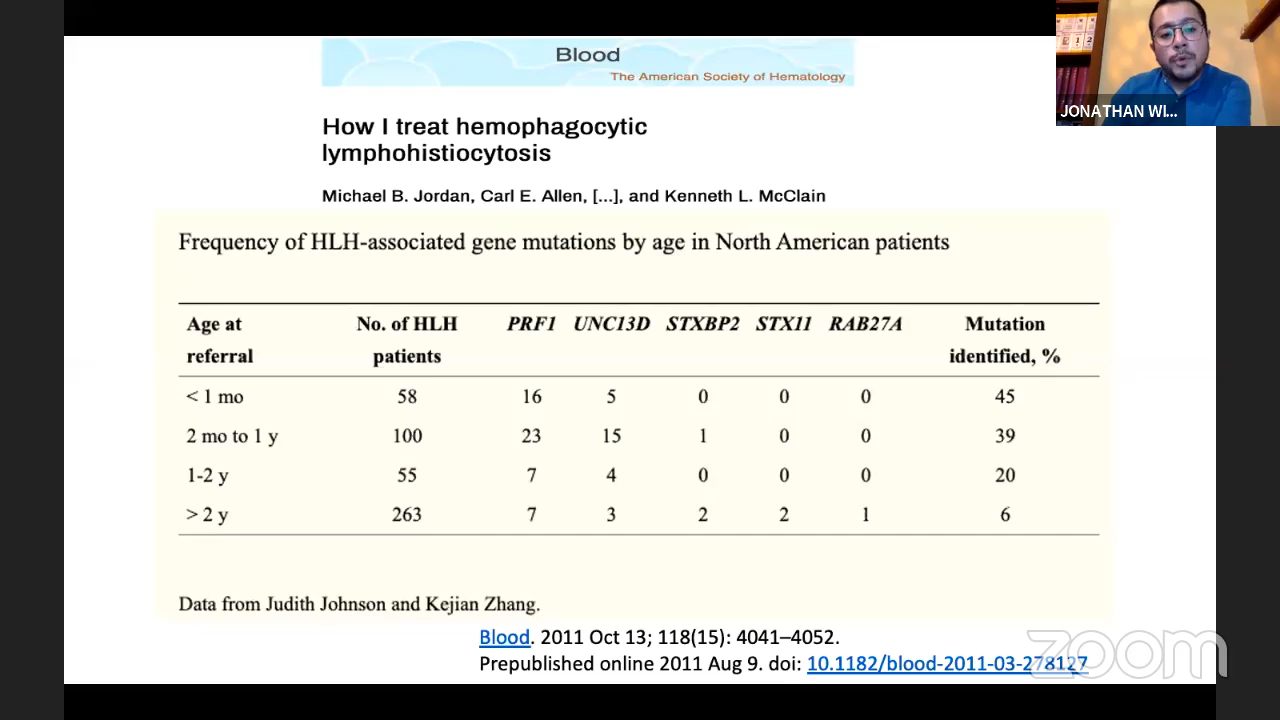 Blood
The American Society of Hematology
JONATHAN WI...
How I treat hemophagocytic
lymphohistiocytosis
Michael B. Jordan, Carl E. Allen, [...], and Kenneth L. McClain
Frequency of HLH-associated gene mutations by age in North American patients
Age at referral No. of HLH patients PRF1 UNC13D STXBP2 STX11 RAB27A Mutation identified, %
< 1 mo 58 16 5 0 0 0 45
2 mo to 1 y 100 23 15 1 0 0 39
1-2 y 55 7 4 0 0 0 20
> 2 y 263 7 3 2 2 1 6
Data from Judith Johnson and Kejian Zhang.
Blood. 2011 Oct 13; 118(15): 4041–4052.
Prepublished online 2011 Aug 9. doi: 10.1182/blood-2011-03-278127
zoom